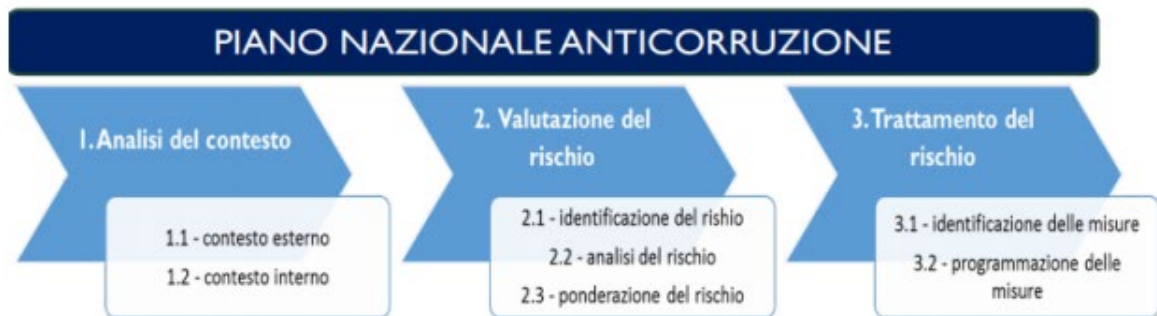 PIANO NAZIONALE ANTICORRUZIONE
1. Analisi del contesto
1.1 - contesto esterno
1.2 - contesto interno
2. Valutazione del
rischio
2.1 - identificazione del rishio
2.2 - analisi del rischio
2.3 - ponderazione del rischio
3. Trattamento del
rischio
3.1 - identificazione delle misure
3.2 - programmazione delle
misure